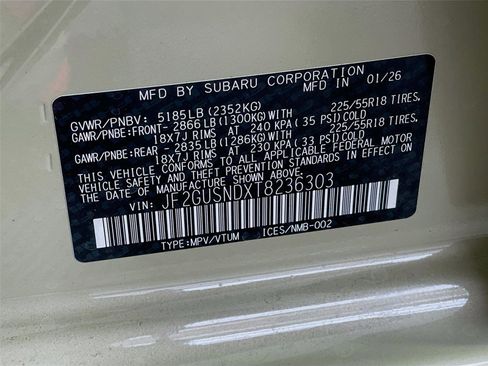 MFD BY SUBARU CORPORATION
MADE IN JAPAN 01/26
GVWR/PNBV: 5185LB (2352KG)
GAWR/PNBE:FRONT- 2866LB (1300KG)WITH 225/55R18 TIRES,
18X7J RIMS AT 240 KPA (35 PSI) COLD
GAWR/PNBE:REAR - 2835LB (1286KG)WITH 225/55R18 TIRES,
18X7J RIMS AT 230 KPA (33 PSI) COLD
THIS VEHICLE CONFORMS TO ALL APPLICABLE FEDERAL MOTOR
VEHICLE SAFETY AND THEFT PREVENTION STANDARDS IN EFFECT ON
THE DATE OF MANUFACTURE SHOWN ABOVE.
VIN: JF2GUSNDXT8236303
TYPE:MPV/VTUM ICES/NMB-002